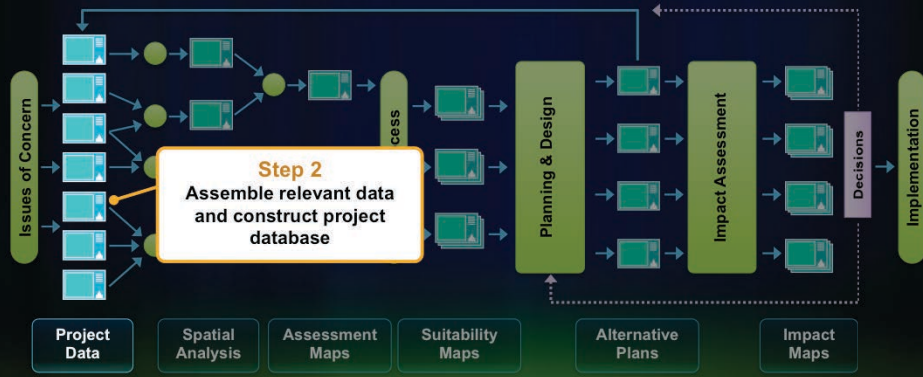 Issues of Concern
Step 2
Assemble relevant data
and construct project
database
Planning & Design
Impact Assessment
Decisions
Implementation
Project
Data
Spatial
Analysis
Assessment
Maps
Suitability
Maps
Alternative
Plans
Impact
Maps